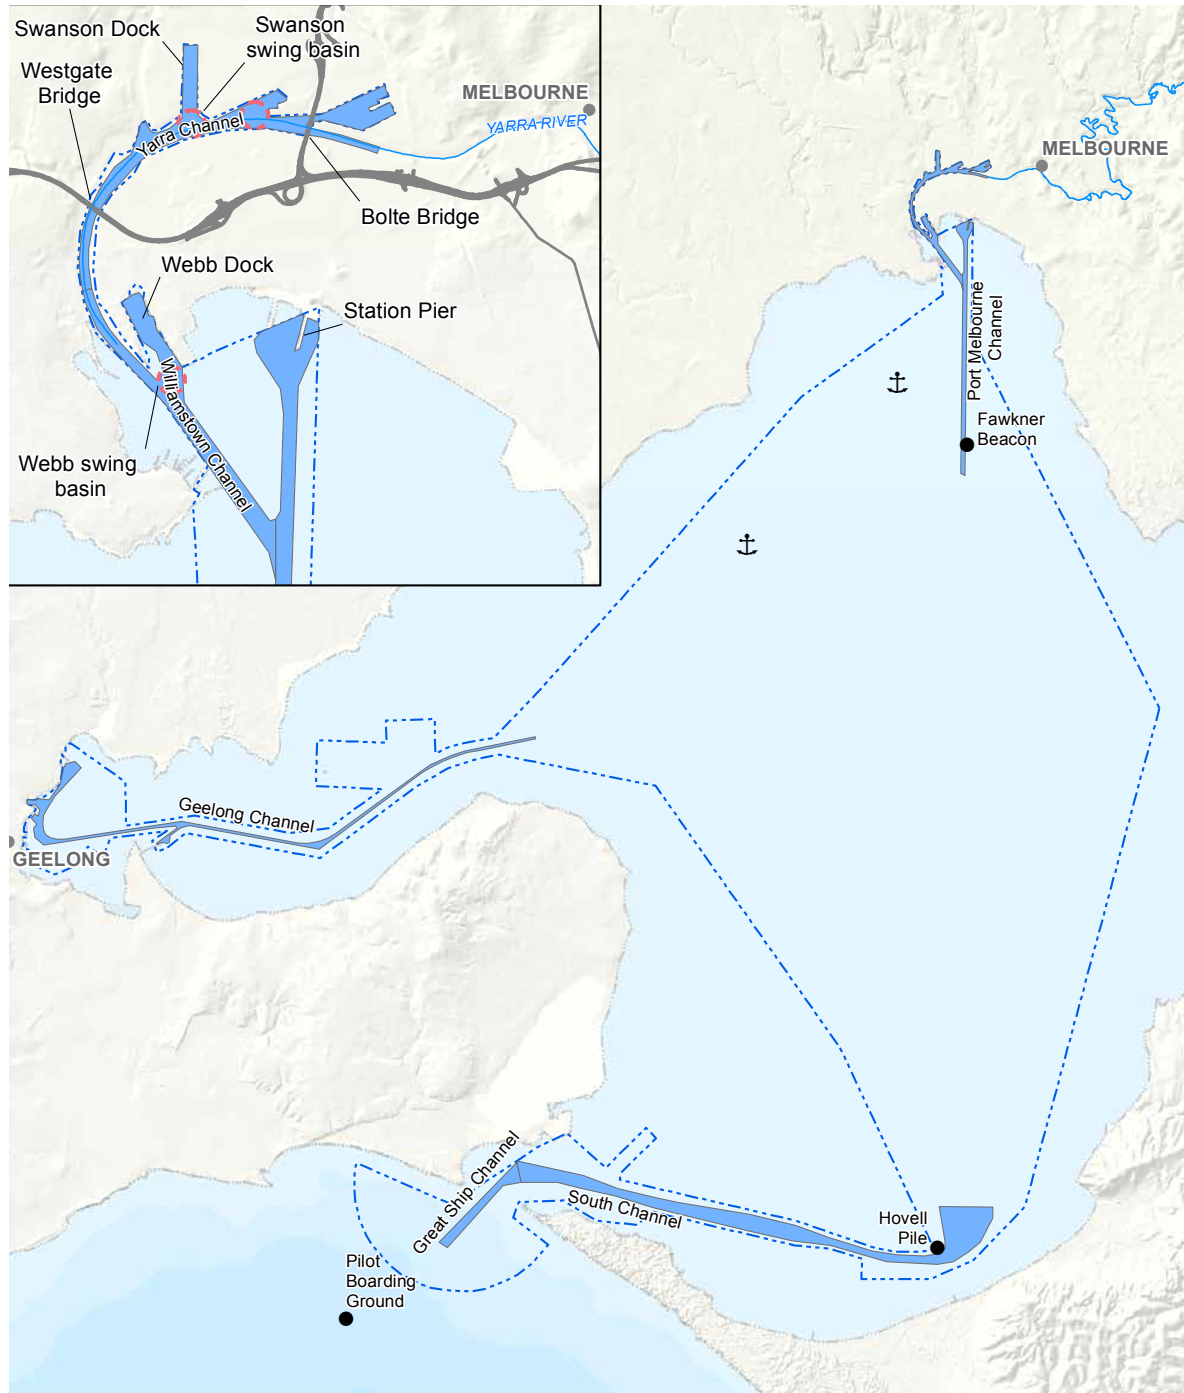 Swanson Dock
Swanson
swing basin
Westgate
Bridge
MELBOURNE
YARRA RIVER
Yarra Channel
Bolte Bridge
Webb Dock
Station Pier
Williamstown Channel
Webb swing
basin
MELBOURNE
Port Melbourne
Channel
Fawkner
Beacon
Geelong Channel
GEELONG
Great Ship Channel
South Channel
Hovell
Pile
Pilot
Boarding
Ground